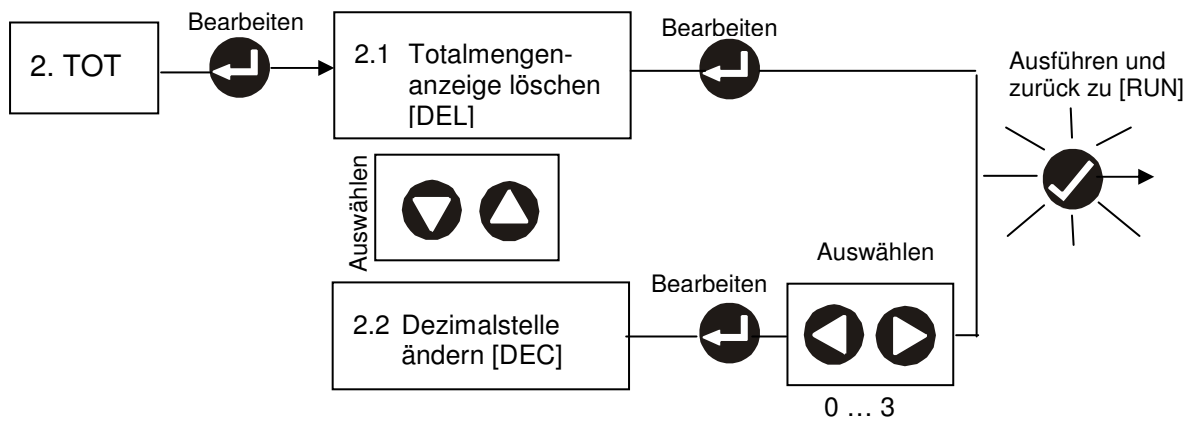 Bearbeiten
2. TOT
2.1 Totalmengen-
anzeige löschen
[DEL]
Bearbeiten
Ausführen und
zurück zu [RUN]
Auswählen
Auswählen
2.2 Dezimalstelle
ändern [DEC]
Bearbeiten
0 … 3